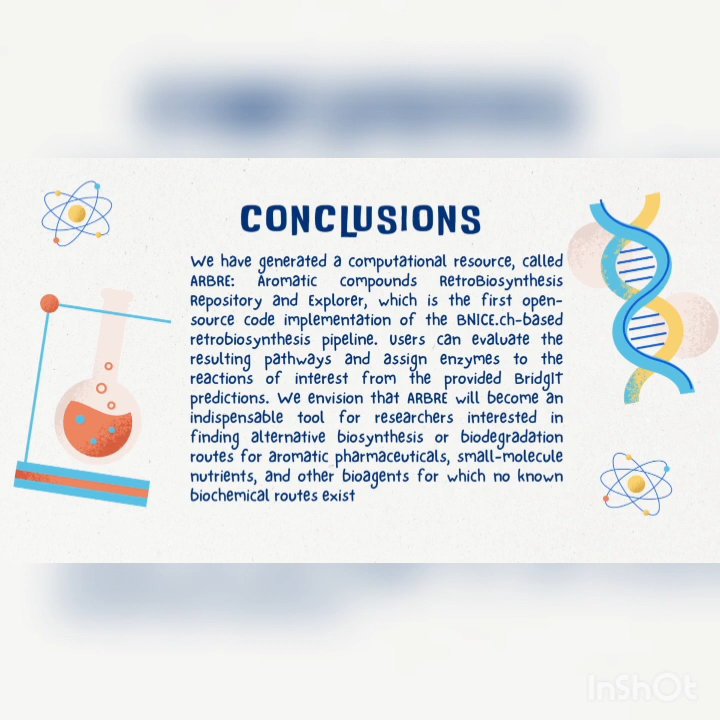 CONCLUSIONS
We have generated a computational resource, called
ARBRE: Aromatic compounds RetroBiosynthesis
Repository and Explorer, which is the first open-
source code implementation of the BNICE.ch-based
retrobiosynthesis pipeline. Users can evaluate the
resulting pathways and assign enzymes to the
reactions of interest from the provided BridgIT
predictions. We envision that ARBRE will become an
indispensable tool for researchers interested in
finding alternative biosynthesis or biodegradation
routes for aromatic pharmaceuticals, small-molecule
nutrients, and other bioagents for which no known
biochemical routes exist
InShOt